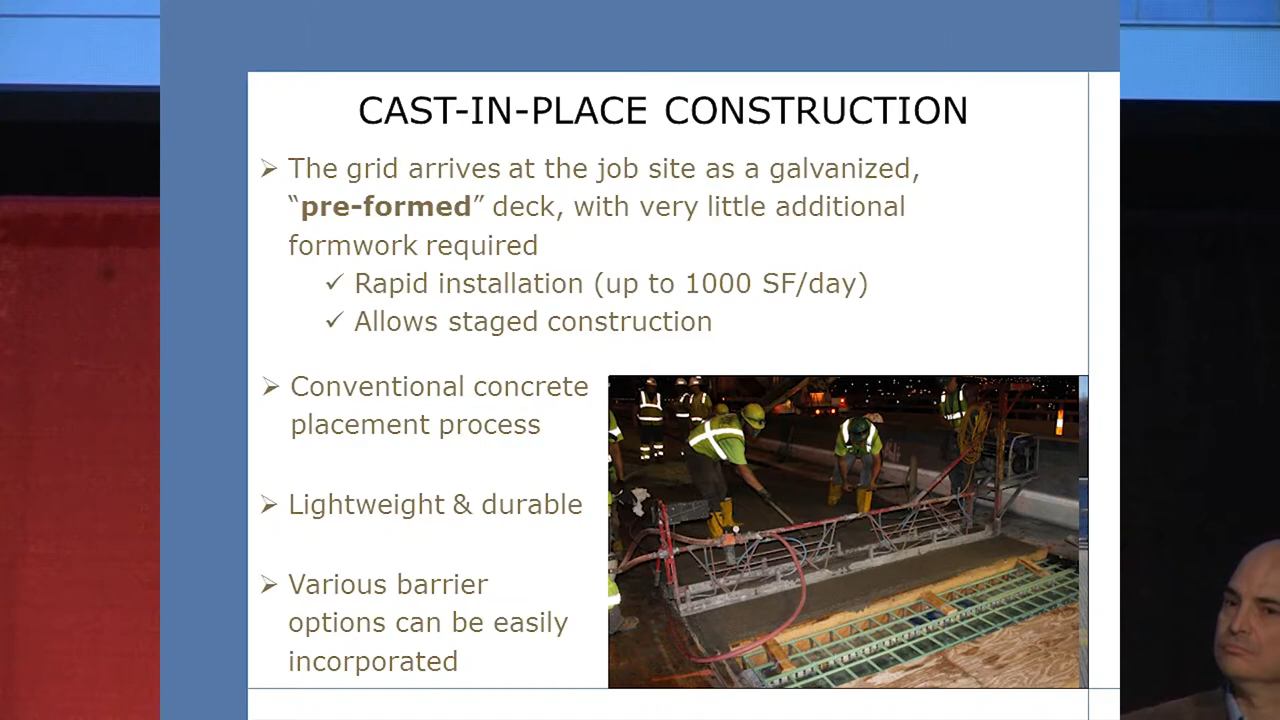 CAST-IN-PLACE CONSTRUCTION
➢ The grid arrives at the job site as a galvanized,
“pre-formed” deck, with very little additional
formwork required
✓ Rapid installation (up to 1000 SF/day)
✓ Allows staged construction
➢ Conventional concrete
placement process
➢ Lightweight & durable
➢ Various barrier
options can be easily
incorporated